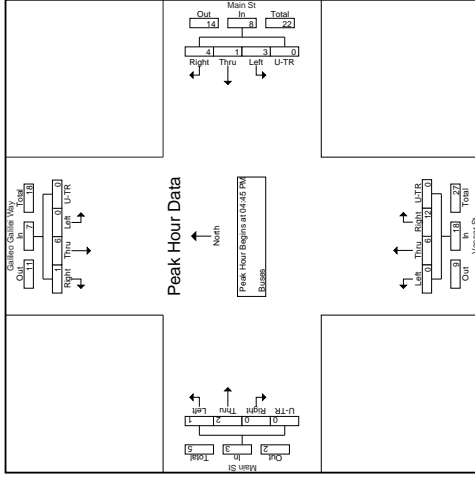 Main St
Out In Total
14 8 22
4 1 3 0
Right Thru Left U-TR
Galileo Galilei Way
Out In Total
11 7 18
1 6 0 0
Right Thru Left U-TR
Peak Hour Data
North
Peak Hour Begins at 04:45 PM
Buses
Left Thru Right U-TR
0 6 12 0
9 18 27
Out In Total
Left Thru Right U-TR
1 2 0 0
5 3 2
Total In Out
Main St